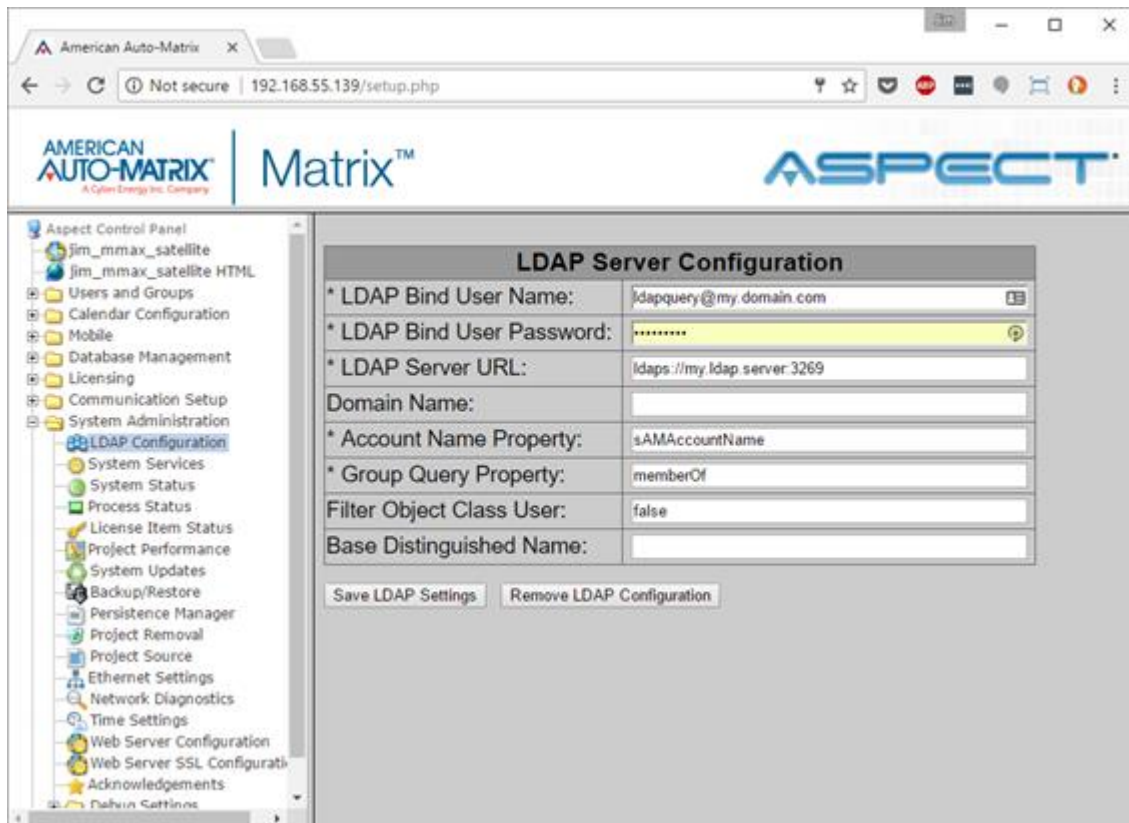 American Auto-Matrix
Not secure | 192.168.55.139/setup.php
ABP
AMERICAN
AUTO-MATRIX
A Cylon Energy Inc. Company
Matrix™
ASPECT
Aspect Control Panel
jim_mmax_satellite
jim_mmax_satellite HTML
Users and Groups
Calendar Configuration
Mobile
Database Management
Licensing
Communication Setup
System Administration
LDAP Configuration
System Services
System Status
Process Status
License Item Status
Project Performance
System Updates
Backup/Restore
Persistence Manager
Project Removal
Project Source
Ethernet Settings
Network Diagnostics
Time Settings
Web Server Configuration
Web Server SSL Configurati
Acknowledgements
Debug Settings
LDAP Server Configuration
* LDAP Bind User Name: ldapquery@my.domain.com
* LDAP Bind User Password: •••••••••
* LDAP Server URL: ldaps://my.ldap.server:3269
Domain Name:
* Account Name Property: sAMAccountName
* Group Query Property: memberOf
Filter Object Class User: false
Base Distinguished Name:
Save LDAP Settings Remove LDAP Configuration